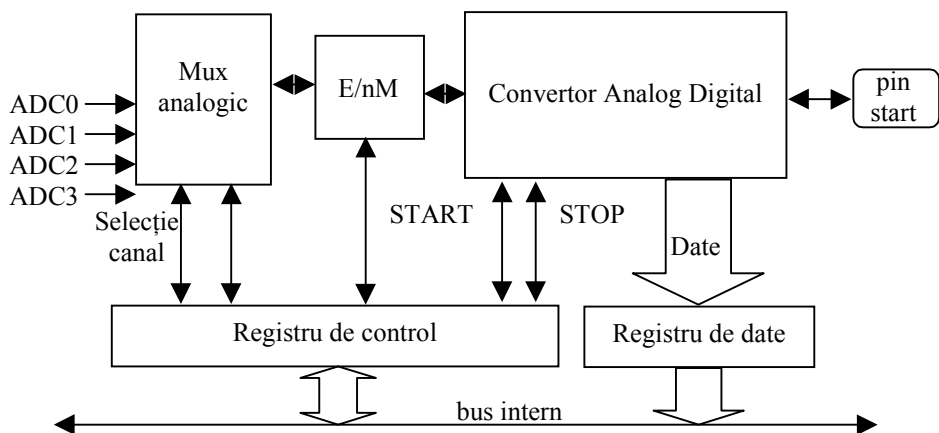 Mux
analogic
E/nM
Convertor Analog Digital
pin
start
ADC0
ADC1
ADC2
ADC3
Selecție
canal
START
STOP
Date
Registru de control
Registru de date
bus intern